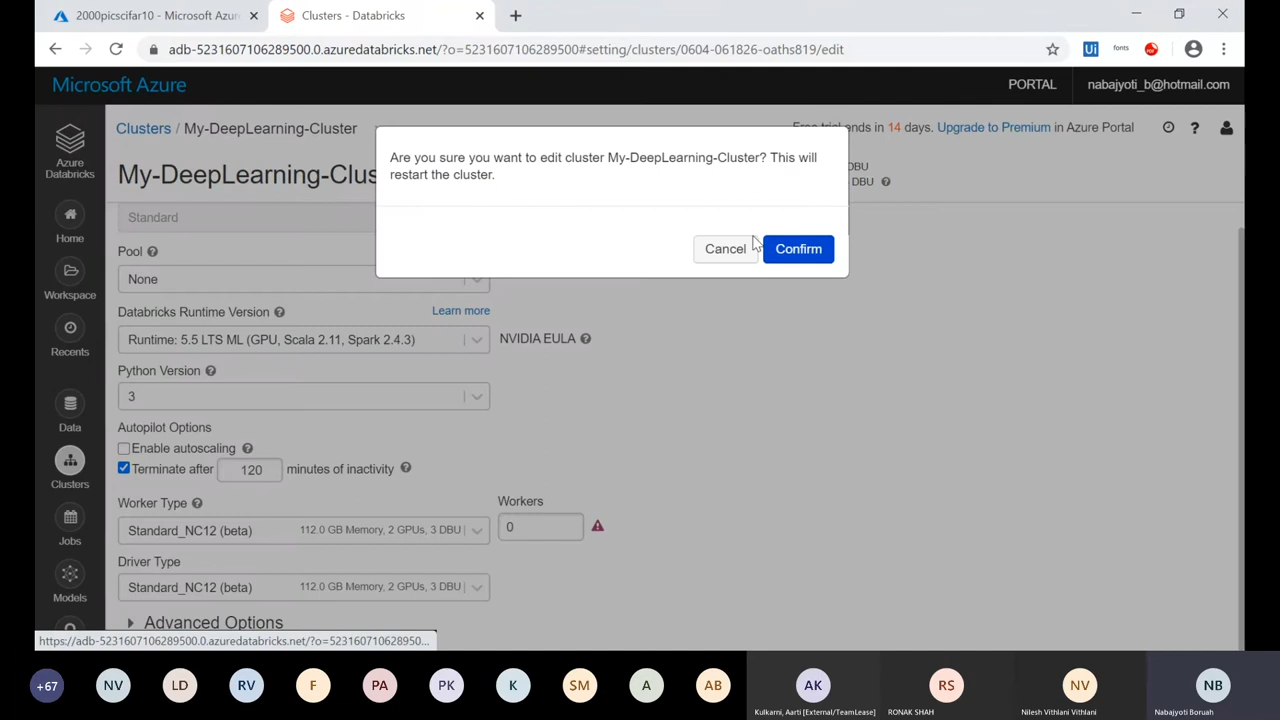 2000picscifar10 - Microsoft Azur
Clusters - Databricks
adb-5231607106289500.0.azuredatabricks.net/?o=5231607106289500#setting/clusters/0604-061826-oaths819/edit
Ui
fonts
Microsoft Azure
PORTAL
nabajyoti_b@hotmail.com
Azure
Databricks
Clusters / My-DeepLearning-Cluster
Free trial ends in 14 days. Upgrade to Premium in Azure Portal
?
My-DeepLearning-Clus
DBU
DBU
Are you sure you want to edit cluster My-DeepLearning-Cluster? This will
restart the cluster.
Cancel
Confirm
Home
Workspace
Recents
Data
Clusters
Jobs
Models
Standard
Pool
None
Databricks Runtime Version
Learn more
Runtime: 5.5 LTS ML (GPU, Scala 2.11, Spark 2.4.3)
NVIDIA EULA
Python Version
3
Autopilot Options
Enable autoscaling
Terminate after 120 minutes of inactivity
Worker Type
Workers
Standard_NC12 (beta) 112.0 GB Memory, 2 GPUs, 3 DBU
0
Driver Type
Standard_NC12 (beta) 112.0 GB Memory, 2 GPUs, 3 DBU
Advanced Options
https://adb-5231607106289500.0.azuredatabricks.net/?o=523160710628950...
+67
NV
LD
RV
F
PA
PK
K
SM
A
AB
AK
RS
NV
NB
Kulkarni, Aarti [External/TeamLease]
RONAK SHAH
Nilesh Vithlani Vithlani
Nabajyoti Boruah